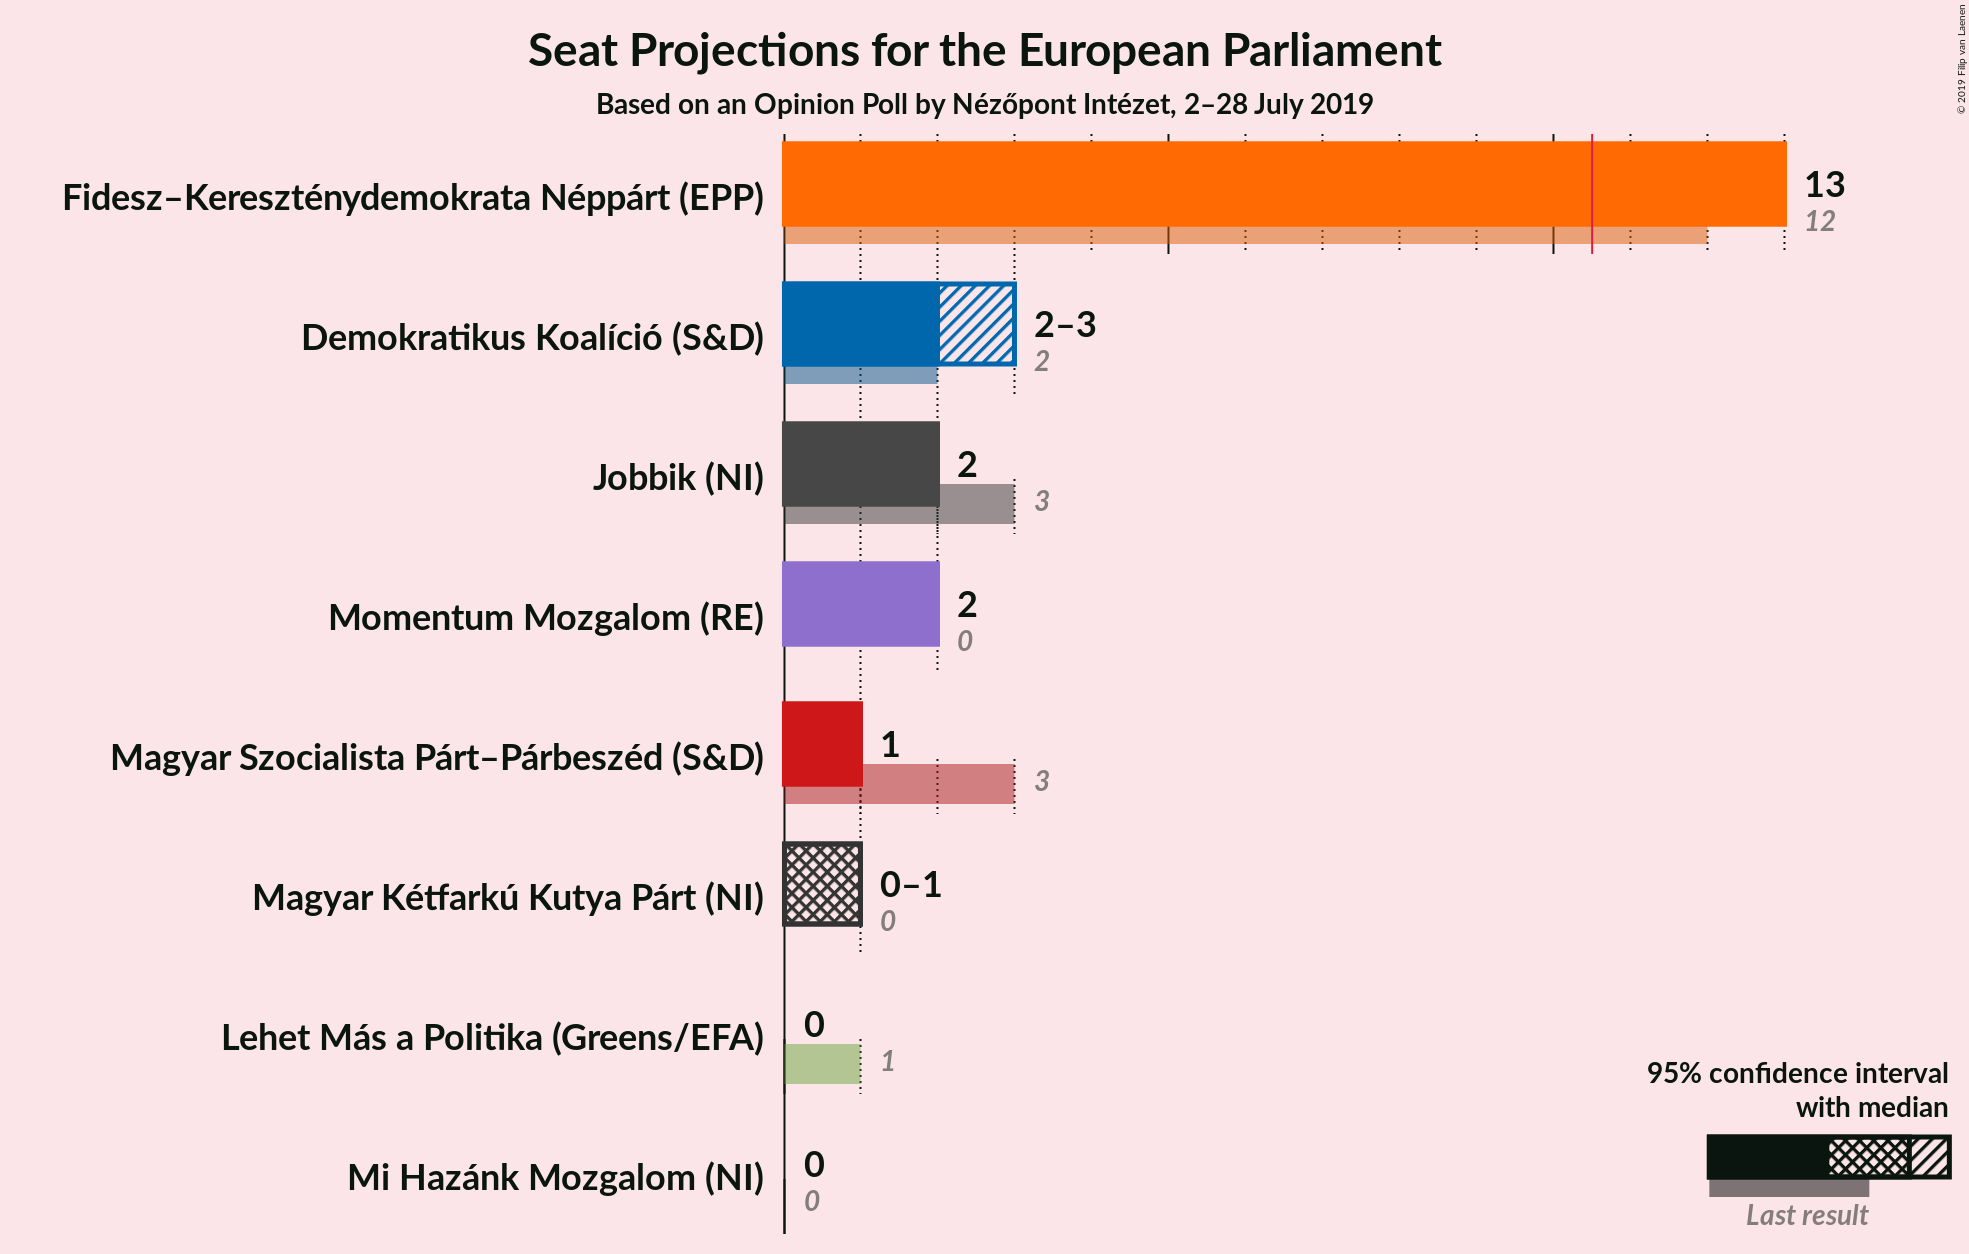 Seat Projections for the European Parliament
Based on an Opinion Poll by Nézőpont Intézet, 2–28 July 2019
© 2019 Filip van Laenen
Fidesz–Kereszténydemokrata Néppárt (EPP)
13
12
Demokratikus Koalíció (S&D)
2–3
2
Jobbik (NI)
2
3
Momentum Mozgalom (RE)
2
0
Magyar Szocialista Párt–Párbeszéd (S&D)
1
3
Magyar Kétfarkú Kutya Párt (NI)
0–1
0
Lehet Más a Politika (Greens/EFA)
0
1
Mi Hazánk Mozgalom (NI)
0
0
95% confidence interval
with median
Last result